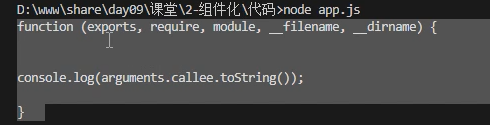 D:\www\share\day09\课堂\2-组件化\代码>node app.js
function (exports, require, module, __filename, __dirname) {
console.log(arguments.callee.toString());
}